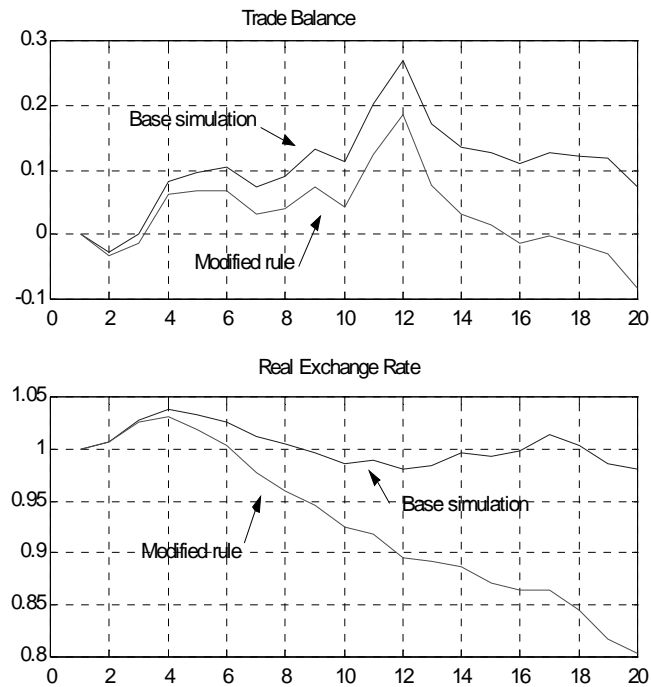 Trade Balance
0.3
0.2
Base simulation
0.1
0
Modified rule
-0.1
0 2 4 6 8 10 12 14 16 18 20
Real Exchange Rate
1.05
1
0.95
Base simulation
0.9
Modified rule
0.85
0.8
0 2 4 6 8 10 12 14 16 18 20